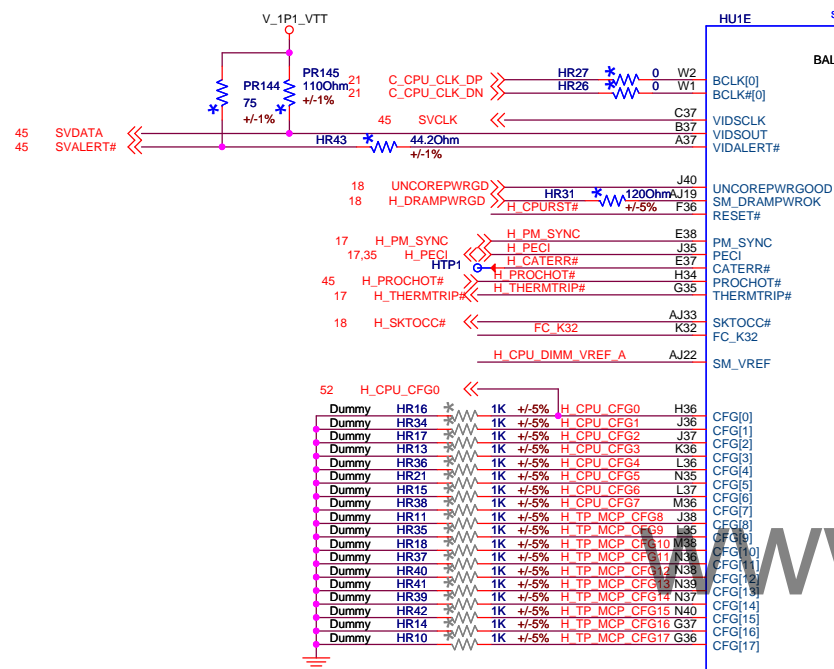 V_1P1_VTT
HU1E
S
BAL
PR144
75
+/-1%
PR145
110Ohm
+/-1%
21 C_CPU_CLK_DP HR27 0 W2 BCLK[0]
21 C_CPU_CLK_DN HR26 0 W1 BCLK#[0]
45 SVCLK C37 VIDSCLK
45 SVDATA B37 VIDSOUT
45 SVALERT# HR43 44.2Ohm +/-1% A37 VIDALERT#
18 UNCOREPWRGD J40 UNCOREPWRGOOD
18 H_DRAMPWRGD HR31 120Ohm +/-5% AJ19 SM_DRAMPWROK
H_CPURST# F36 RESET#
17 H_PM_SYNC H_PM_SYNC E38 PM_SYNC
17,35 H_PECI H_PECI J35 PECI
HTP1 H_CATERR# E37 CATERR#
45 H_PROCHOT# H_PROCHOT# H34 PROCHOT#
17 H_THERMTRIP# H_THERMTRIP# G35 THERMTRIP#
18 H_SKTOCC# AJ33 SKTOCC#
FC_K32 K32 FC_K32
H_CPU_DIMM_VREF_A AJ22 SM_VREF
52 H_CPU_CFG0
Dummy HR16 1K +/-5% H_CPU_CFG0 H36 CFG[0]
Dummy HR34 1K +/-5% H_CPU_CFG1 J36 CFG[1]
Dummy HR17 1K +/-5% H_CPU_CFG2 J37 CFG[2]
Dummy HR13 1K +/-5% H_CPU_CFG3 K36 CFG[3]
Dummy HR36 1K +/-5% H_CPU_CFG4 L36 CFG[4]
Dummy HR21 1K +/-5% H_CPU_CFG5 N35 CFG[5]
Dummy HR15 1K +/-5% H_CPU_CFG6 L37 CFG[6]
Dummy HR38 1K +/-5% H_CPU_CFG7 M36 CFG[7]
Dummy HR11 1K +/-5% H_TP_MCP_CFG8 J38 CFG[8]
Dummy HR35 1K +/-5% H_TP_MCP_CFG9 CFG[9]
Dummy HR18 1K +/-5% H_TP_MCP_CFG10 M38 CFG[10]
Dummy HR37 1K +/-5% H_TP_MCP_CFG11 N36 CFG[11]
Dummy HR40 1K +/-5% H_TP_MCP_CFG12 N38 CFG[12]
Dummy HR41 1K +/-5% H_TP_MCP_CFG13 N39 CFG[13]
Dummy HR39 1K +/-5% H_TP_MCP_CFG14 N37 CFG[14]
Dummy HR42 1K +/-5% H_TP_MCP_CFG15 N40 CFG[15]
Dummy HR14 1K +/-5% H_TP_MCP_CFG16 G37 CFG[16]
Dummy HR10 1K +/-5% H_TP_MCP_CFG17 G36 CFG[17]